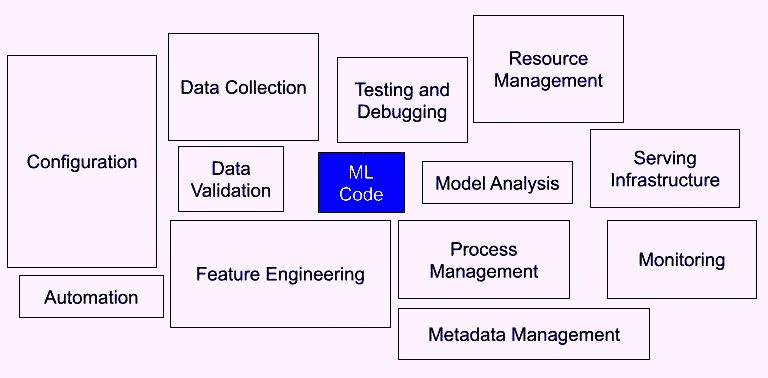 Resource
Management
Data Collection
Testing and
Debugging
Configuration
Data
Validation
ML
Code
Model Analysis
Serving
Infrastructure
Feature Engineering
Process
Management
Monitoring
Automation
Metadata Management